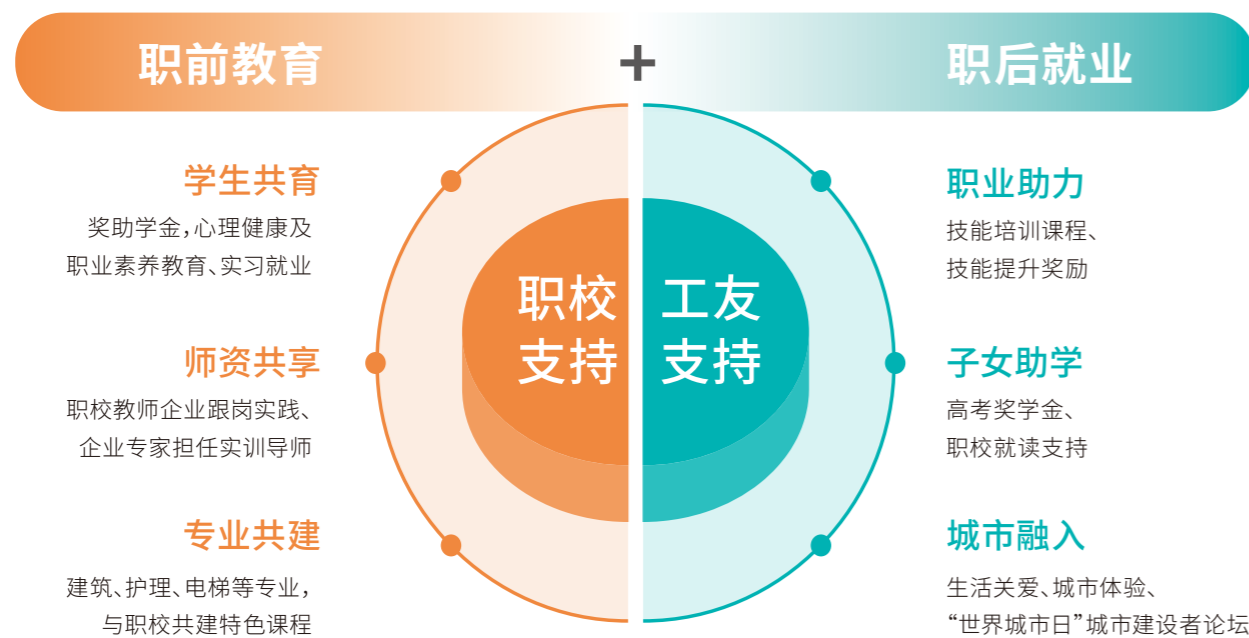 职前教育
+
职后就业
学生共育
奖助学金，心理健康及
职业素养教育、实习就业
师资共享
职校教师企业跟岗实践、
企业专家担任实训导师
专业共建
建筑、护理、电梯等专业，
与职校共建特色课程
职校
支持
工友
支持
职业助力
技能培训课程、
技能提升奖励
子女助学
高考奖学金、
职校就读支持
城市融入
生活关爱、城市体验、
“世界城市日”城市建设者论坛